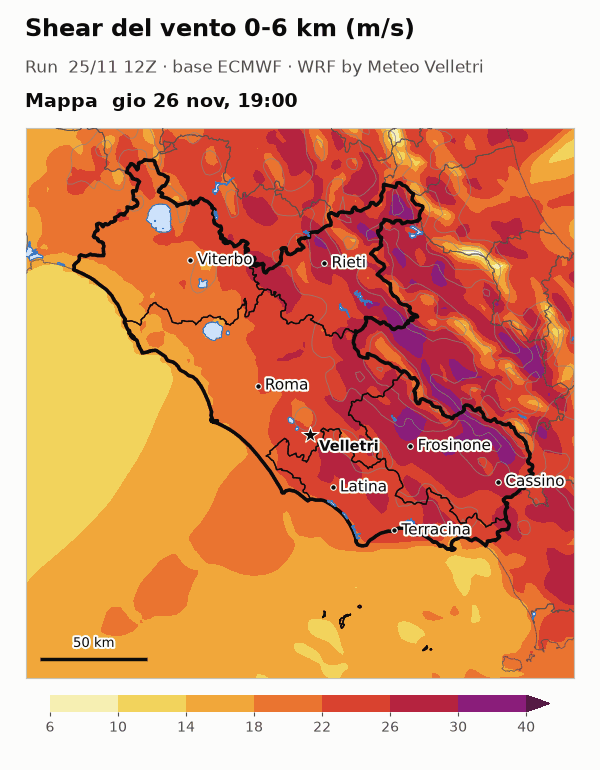 Shear del vento 0-6 km (m/s)
Run 25/11 12Z · base ECMWF · WRF by Meteo Velletri
Mappa gio 26 nov, 19:00
Viterbo
Rieti
Roma
Velletri
Frosinone
Latina
Cassino
Terracina
50 km
6 10 14 18 22 26 30 40